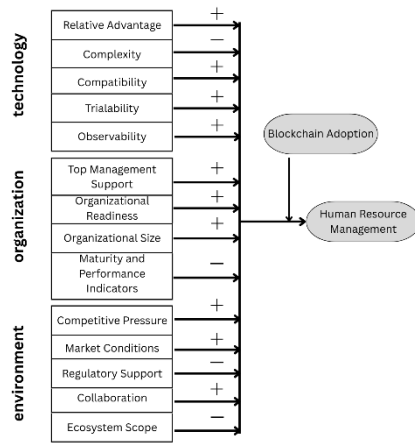 technology
Relative Advantage
+
Complexity
−
Compatibility
+
Trialability
+
Observability
+
organization
Top Management
Support
+
Organizational
Readiness
+
Organizational Size
+
Maturity and
Performance
Indicators
−
environment
Competitive Pressure
+
Market Conditions
+
Regulatory Support
−
Collaboration
+
Ecosystem Scope
−
Blockchain Adoption
Human Resource
Management